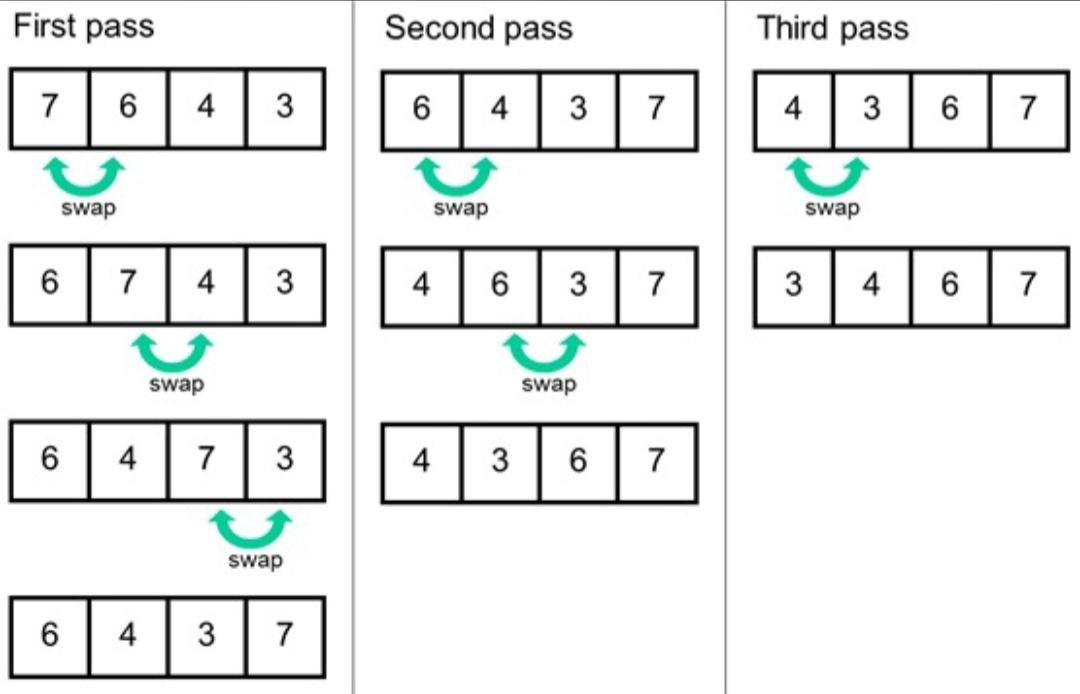 First pass
7 6 4 3
swap
6 7 4 3
swap
6 4 7 3
swap
6 4 3 7
Second pass
6 4 3 7
swap
4 6 3 7
swap
4 3 6 7
Third pass
4 3 6 7
swap
3 4 6 7